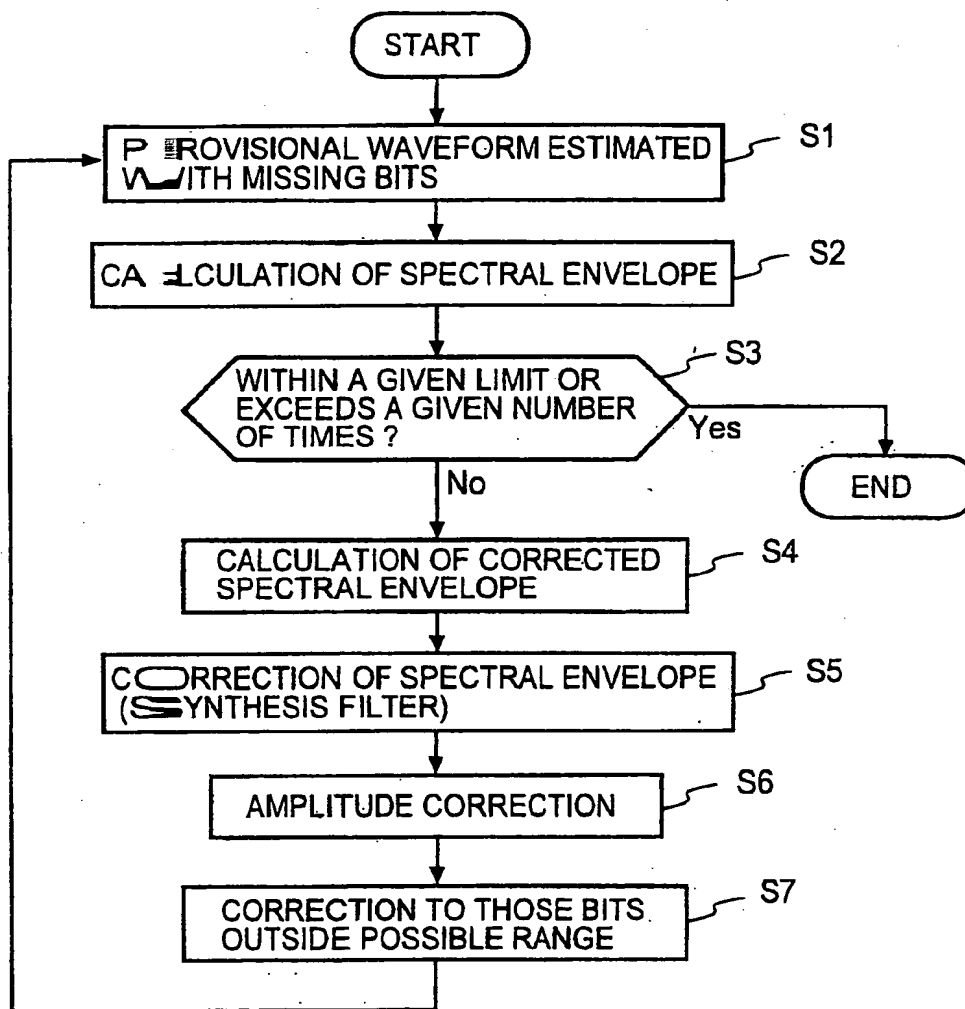 START
PROVISIONAL WAVEFORM ESTIMATED
WITH MISSING BITS
S1
CALCULATION OF SPECTRAL ENVELOPE
S2
WITHIN A GIVEN LIMIT OR
EXCEEDS A GIVEN NUMBER
OF TIMES ?
S3
Yes
END
No
CALCULATION OF CORRECTED
SPECTRAL ENVELOPE
S4
CORRECTION OF SPECTRAL ENVELOPE
(SYNTHESIS FILTER)
S5
AMPLITUDE CORRECTION
S6
CORRECTION TO THOSE BITS
OUTSIDE POSSIBLE RANGE
S7